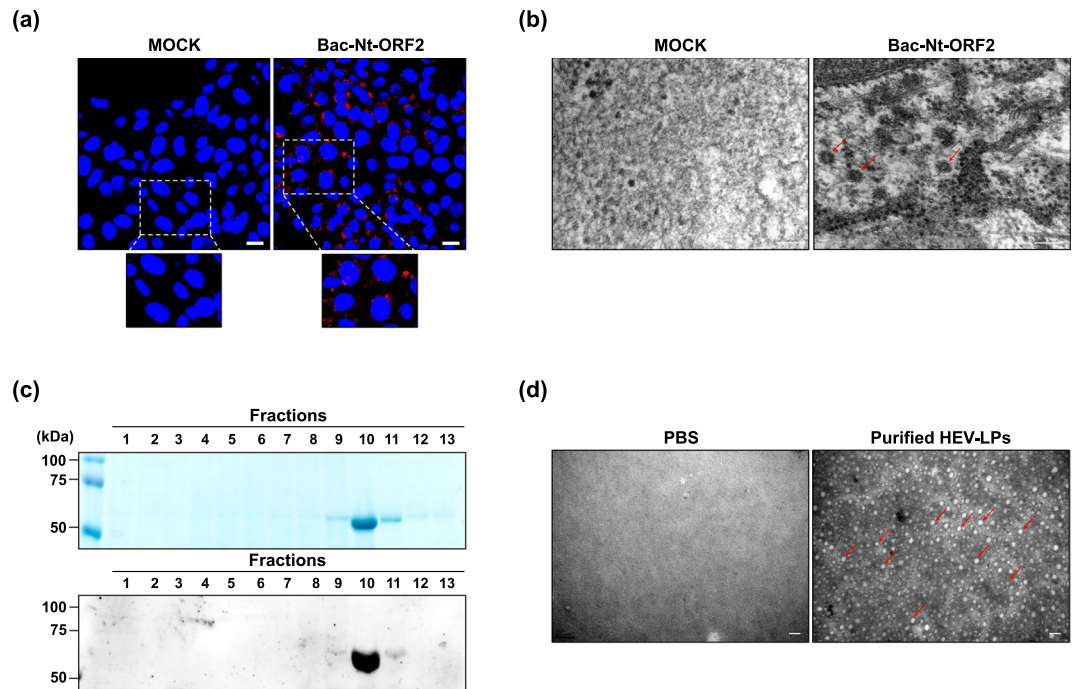 (a)
MOCK Bac-Nt-ORF2
(b)
MOCK Bac-Nt-ORF2
(c)
Fractions
(kDa) 1 2 3 4 5 6 7 8 9 10 11 12 13
100
75
50
Fractions
1 2 3 4 5 6 7 8 9 10 11 12 13
100
75
50
(d)
PBS Purified HEV-LPs